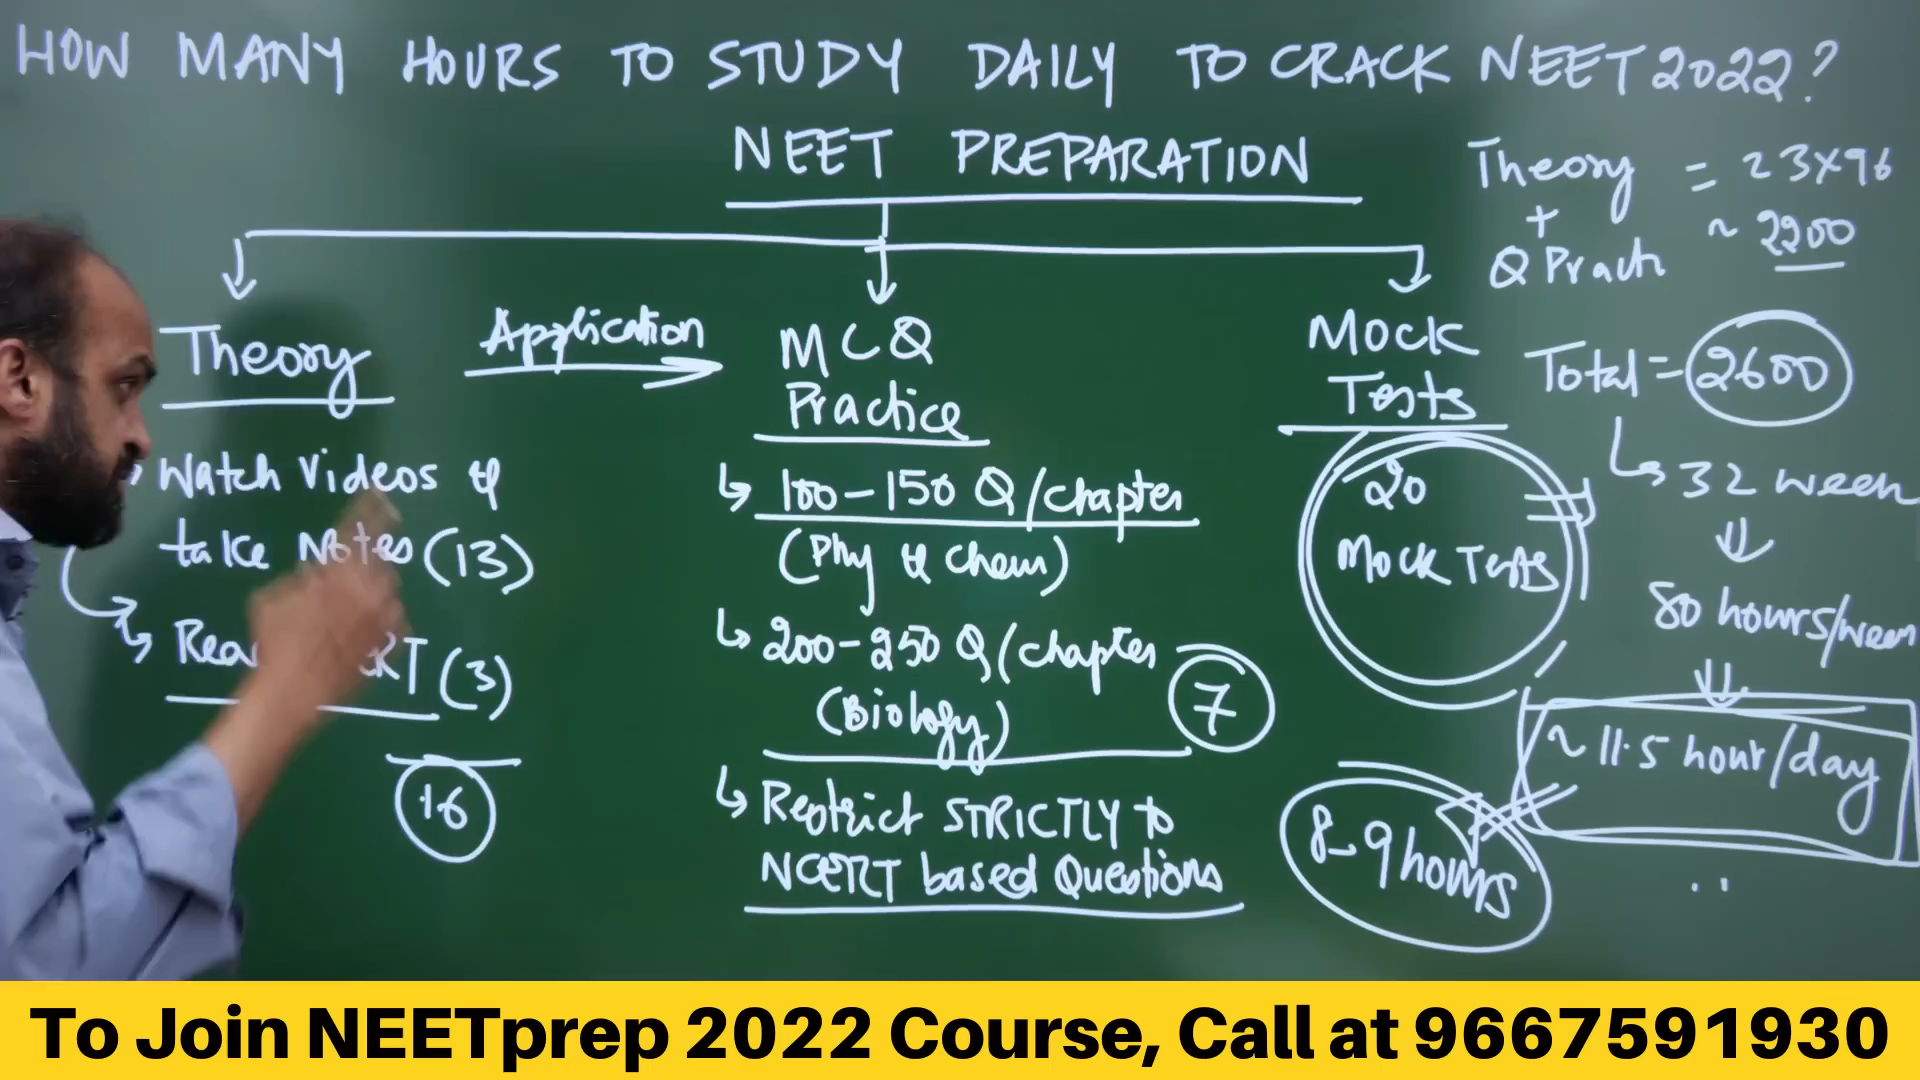 HOW MANY HOURS TO STUDY DAILY TO CRACK NEET 2022?
NEET PREPARATION
Theory
Watch Videos &
take Notes (13)
(3)
16
Application
MCQ
Practice
100-150 Q/chapter
(Phy & Chem)
200-250 Q/chapter
(Biology)
7
Restrict STRICTLY to
NCERT based Questions
Mock
Tests
20
Mock Tests
Theory = 23x96
+ ~ 2200
Q Practi
Total = 2600
32 week
80 hours/week
~ 11.5 hour/day
8-9 hours
To Join NEETprep 2022 Course, Call at 9667591930